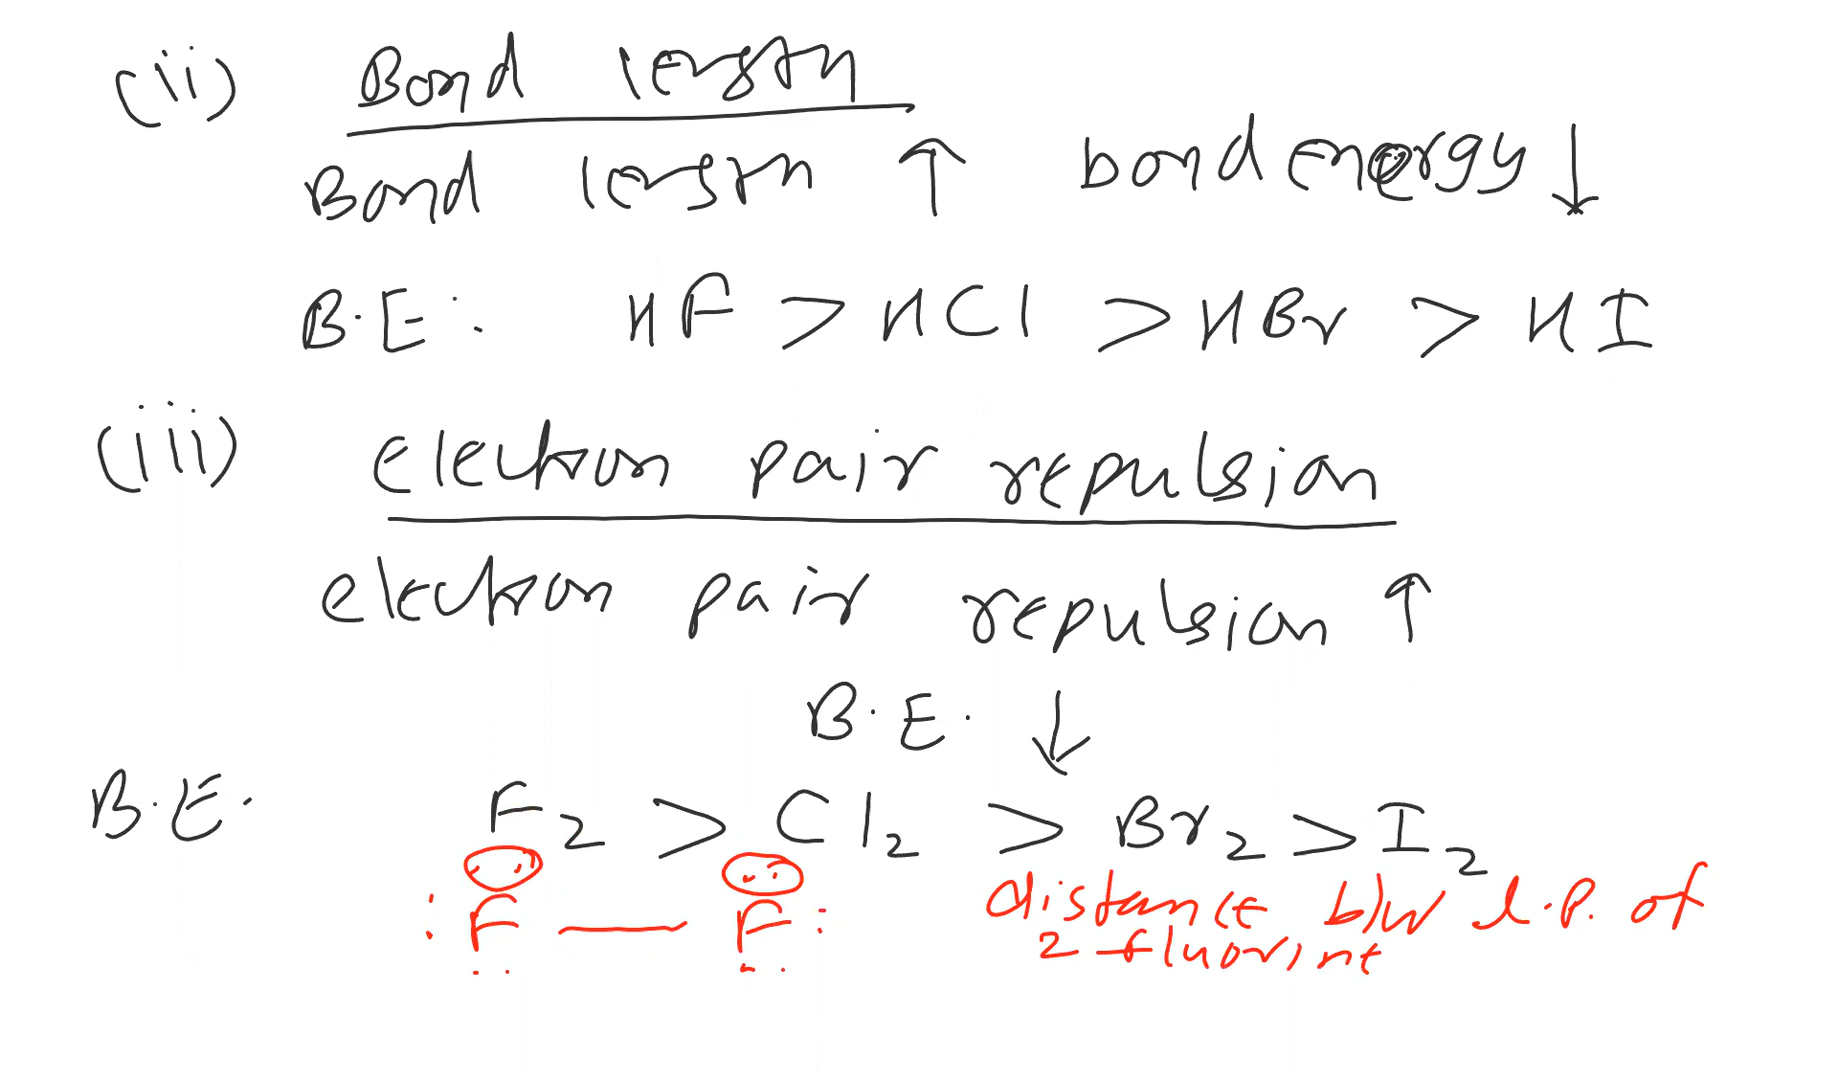 (ii) Bond length
Bond length ↑ bond energy ↓
B.E: HF > HCl > HBr > HI
(iii) electron pair repulsion
electron pair repulsion ↑
B.E. ↓
B.E. F2 > Cl2 > Br2 > I2
:F — F:
distance b/w l.P. of
2 fluorine